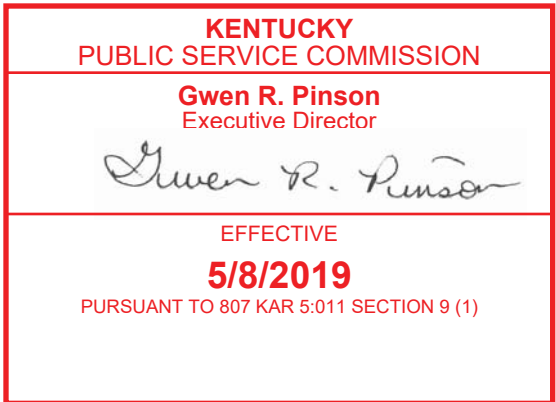 KENTUCKY
PUBLIC SERVICE COMMISSION
Gwen R. Pinson
Executive Director
Gwen R. Pinson
EFFECTIVE
5/8/2019
PURSUANT TO 807 KAR 5:011 SECTION 9 (1)